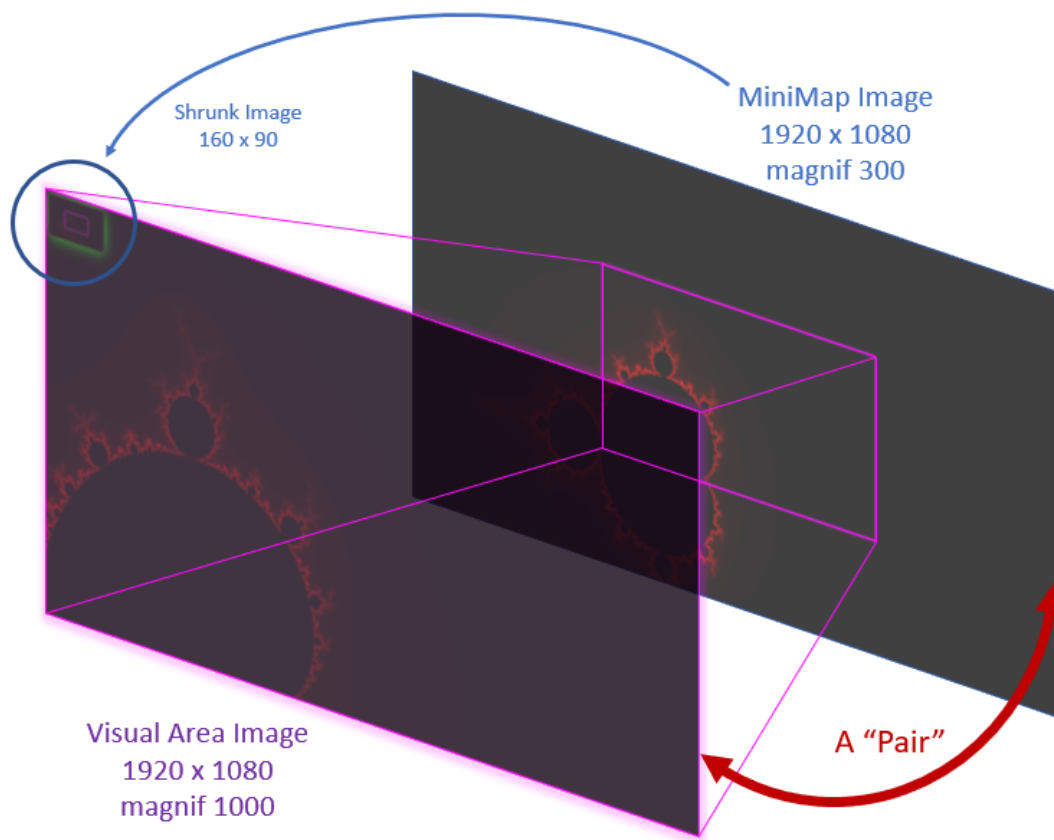 Shrunk Image
160 x 90
MiniMap Image
1920 x 1080
magnif 300
Visual Area Image
1920 x 1080
magnif 1000
A “Pair”